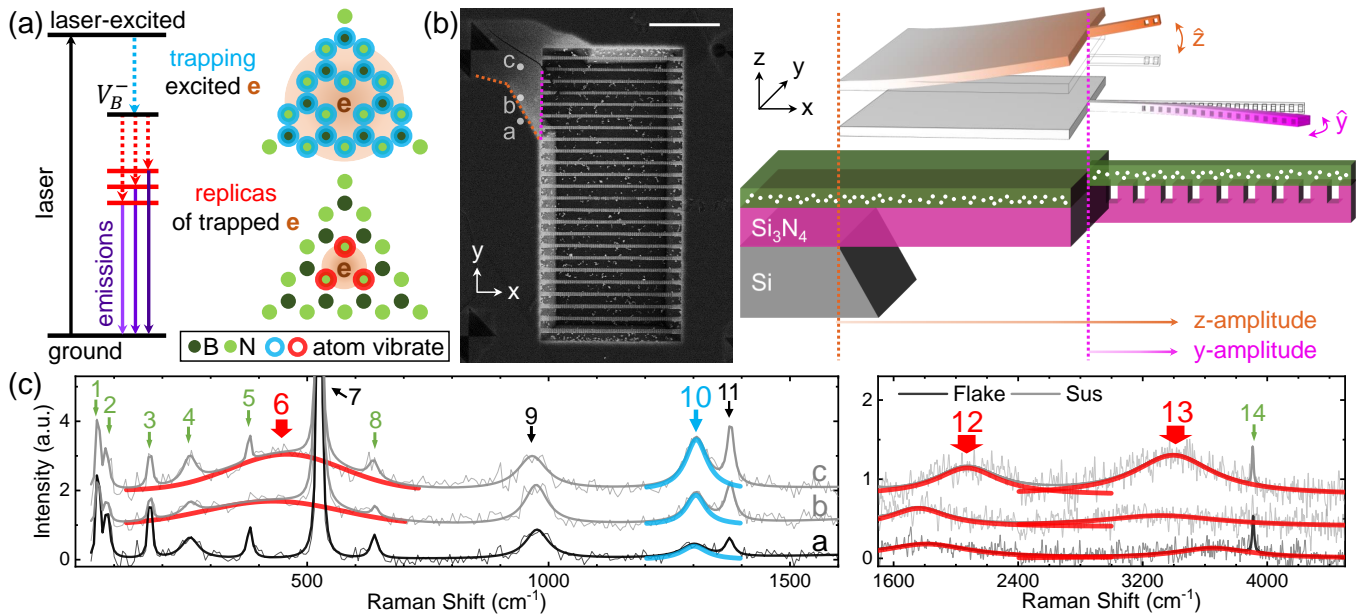 (a)
laser-excited
trapping
excited e
V_B^-
e
laser
emissions
replicas
of trapped e
e
ground
B N atom vibrate
(b)
c
b
a
y
x
z
y
x
ẑ
ŷ
Si₃N₄
Si
z-amplitude
y-amplitude
(c)
Intensity (a.u.)
4
2
0
1
2
3
4
5
6
7
8
9
10
11
c
b
a
500 1000 1500
Raman Shift (cm⁻¹)
2
1
0
Flake Sus
12
13
14
1600 2400 3200 4000
Raman Shift (cm⁻¹)